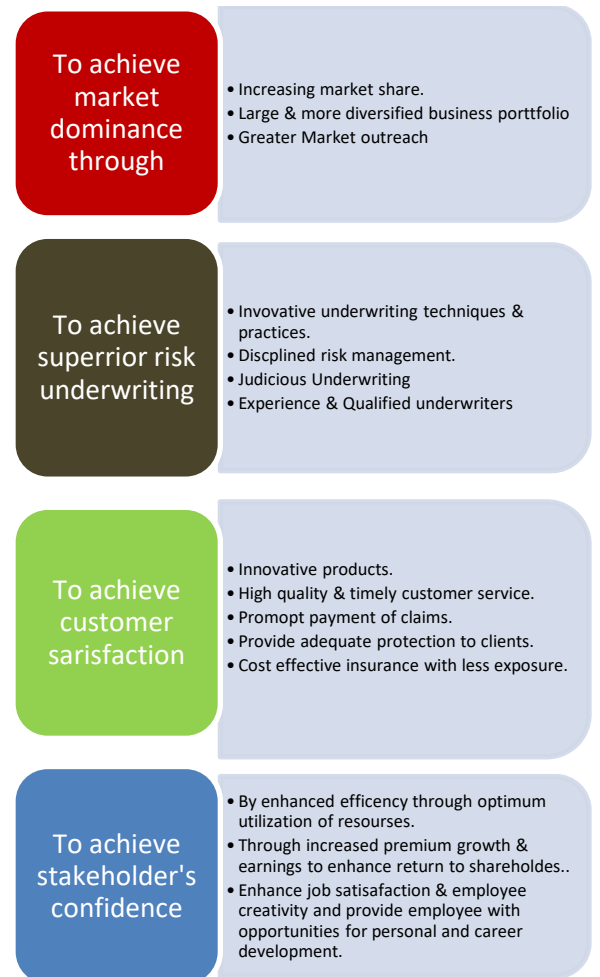 To achieve
market
dominance
through
• Increasing market share.
• Large & more diversified business porttfolio
• Greater Market outreach
To achieve
superrior risk
underwriting
• Invovative underwriting techniques &
practices.
• Discplined risk management.
• Judicious Underwriting
• Experience & Qualified underwriters
To achieve
customer
sarisfaction
• Innovative products.
• High quality & timely customer service.
• Promopt payment of claims.
• Provide adequate protection to clients.
• Cost effective insurance with less exposure.
To achieve
stakeholder's
confidence
• By enhanced efficency through optimum
utilization of resourses.
• Through increased premium growth &
earnings to enhance return to shareholdes..
• Enhance job satisafaction & employee
creativity and provide employee with
opportunities for personal and career
development.